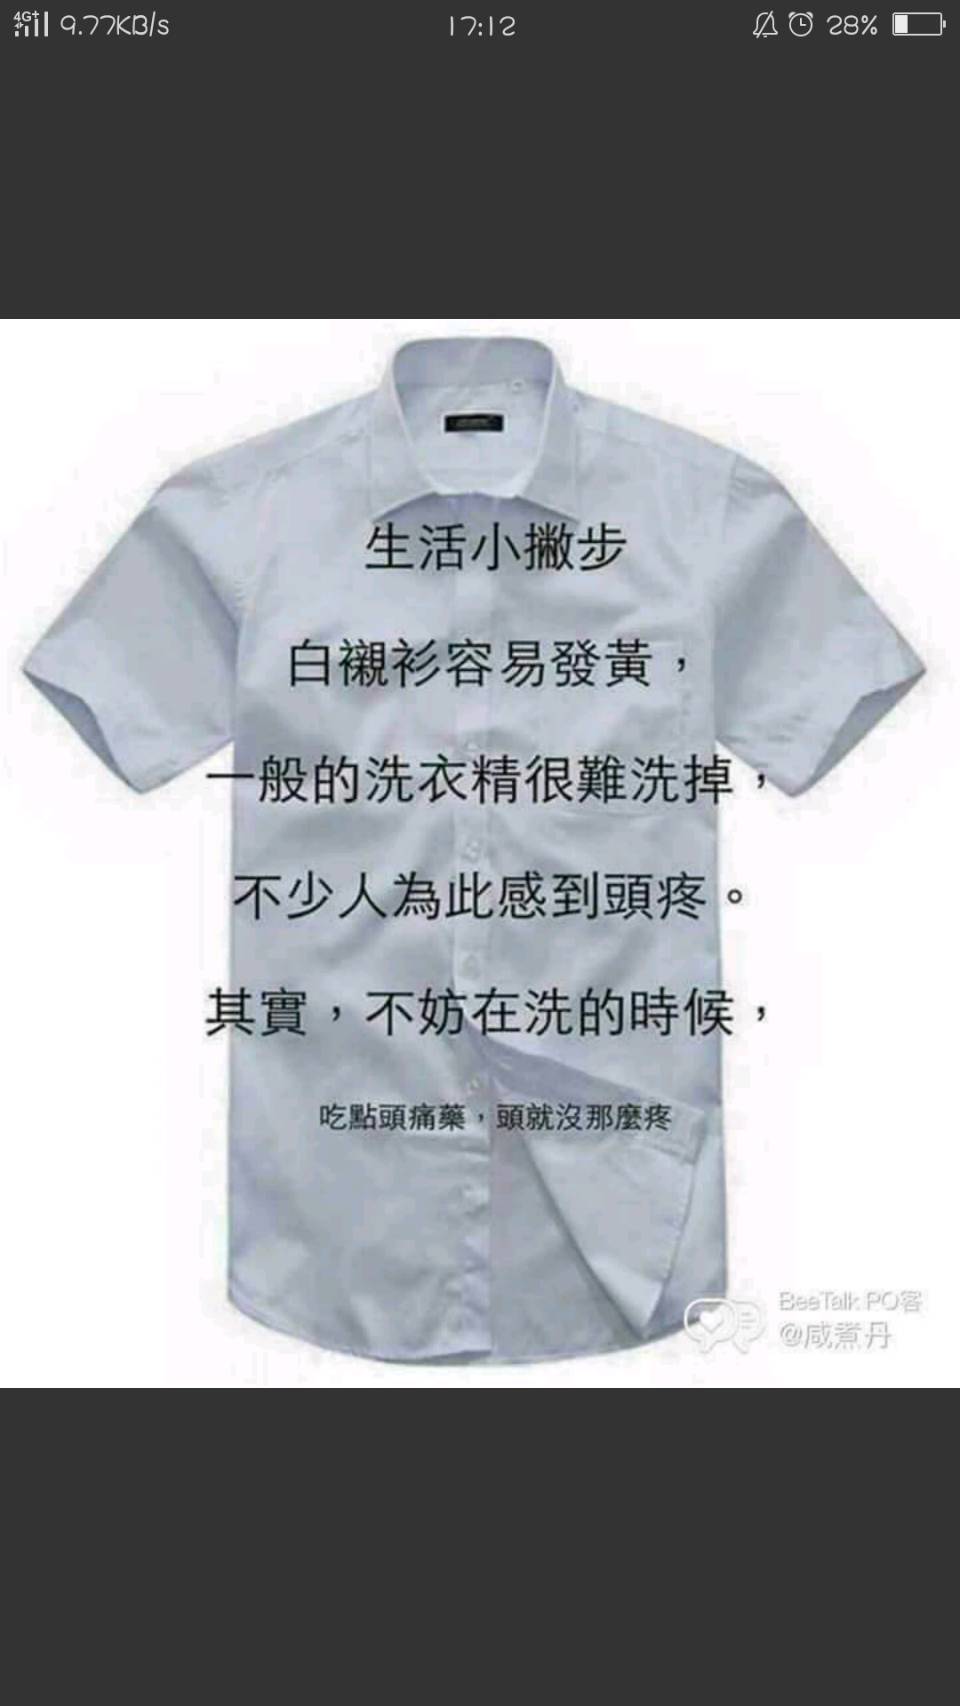 4G+ 9.77KB/s 17:12 28%
生活小撇步
白襯衫容易發黃，
一般的洗衣精很難洗掉，
不少人為此感到頭疼。
其實，不妨在洗的時候，
吃點頭痛藥，頭就沒那麼疼
BeeTalk PO客
@咸煮丹